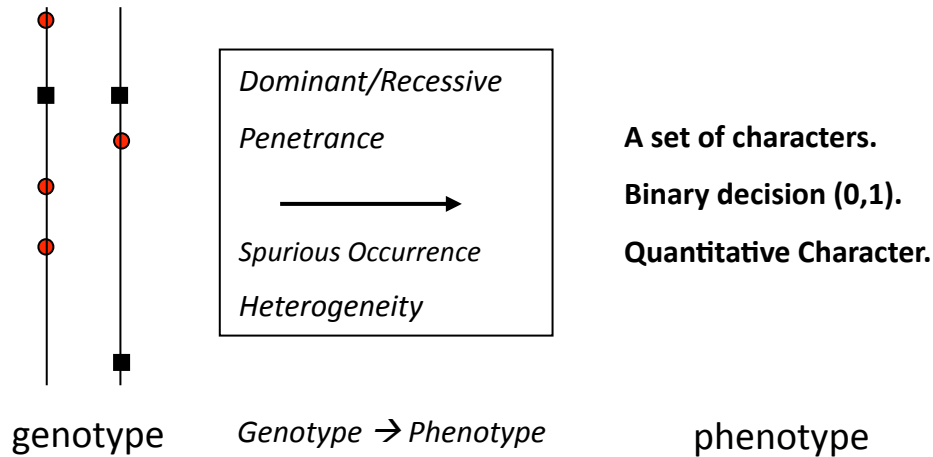 Dominant/Recessive
Penetrance
Spurious Occurrence
Heterogeneity
A set of characters.
Binary decision (0,1).
Quantitative Character.
genotype
Genotype → Phenotype
phenotype